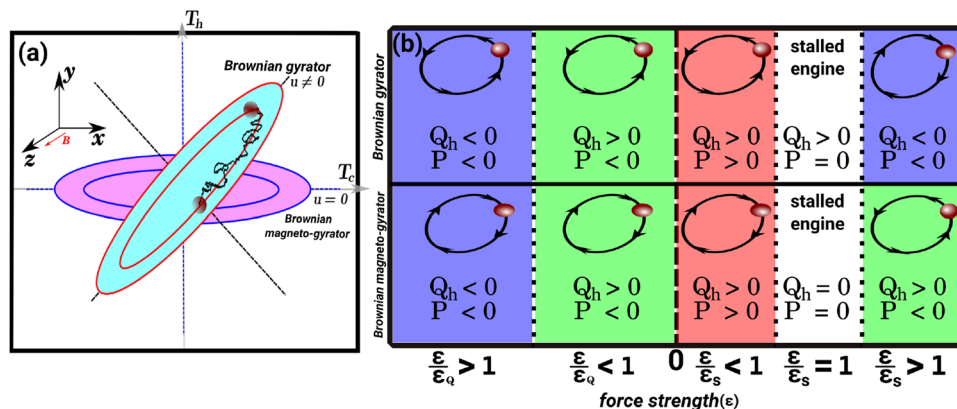 (a)
T_h
Brownian gyrator
u ≠ 0
y
x
z
B
T_c
u = 0
Brownian
magneto-gyrator
(b)
Brownian gyrator
Q_h < 0
P < 0
Q_h > 0
P < 0
Q_h > 0
P > 0
stalled
engine
Q_h > 0
P = 0
Q_h < 0
P < 0
Brownian magneto-gyrator
Q_h < 0
P < 0
Q_h > 0
P < 0
Q_h > 0
P > 0
stalled
engine
Q_h = 0
P = 0
Q_h > 0
P < 0
ε/ε_Q > 1
ε/ε_Q < 1
0
ε/ε_s < 1
ε/ε_s = 1
ε/ε_s > 1
force strength(ε)